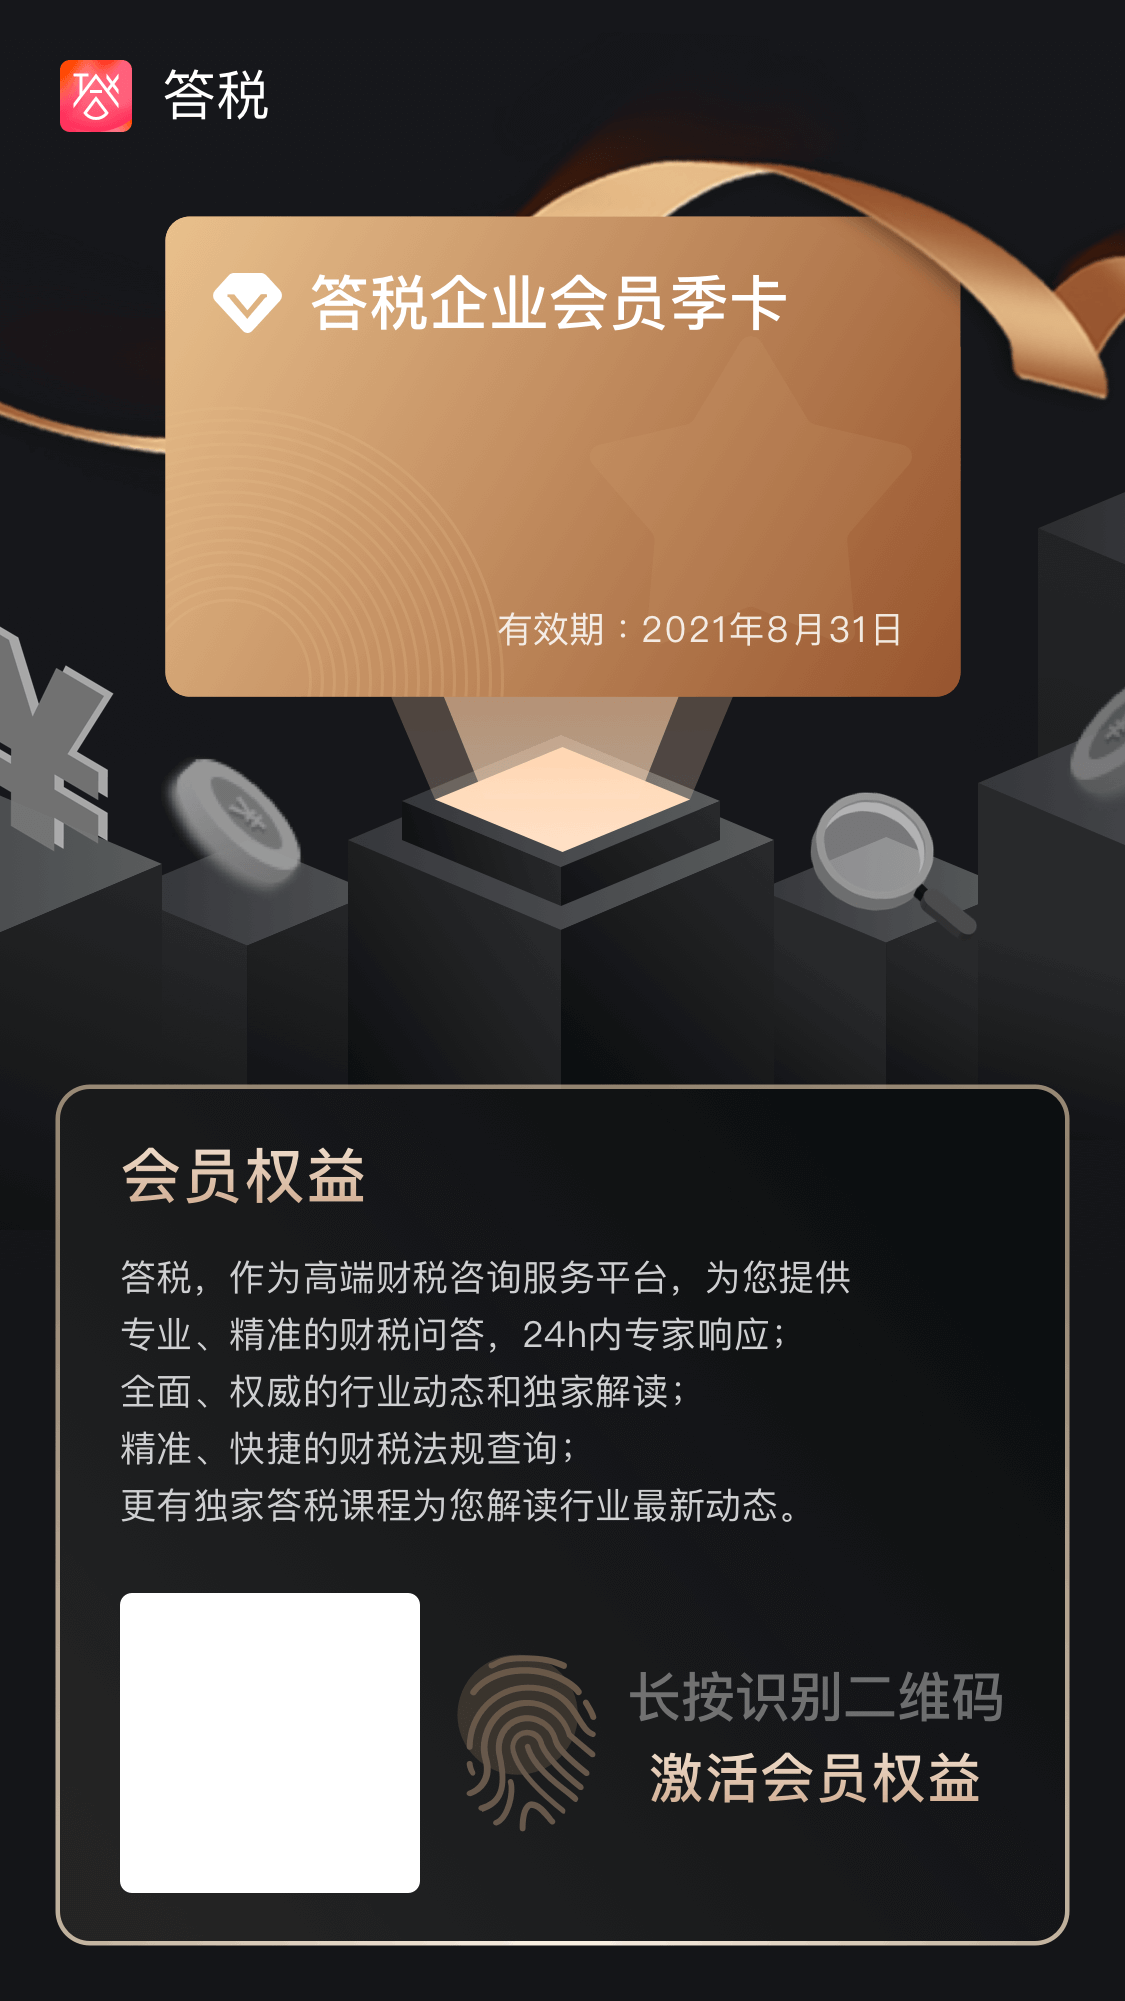 答税
答税企业会员季卡
有效期：2021年8月31日
会员权益
答税，作为高端财税咨询服务平台，为您提供
专业、精准的财税问答，24h内专家响应；
全面、权威的行业动态和独家解读；
精准、快捷的财税法规查询；
更有独家答税课程为您解读行业最新动态。
长按识别二维码
激活会员权益